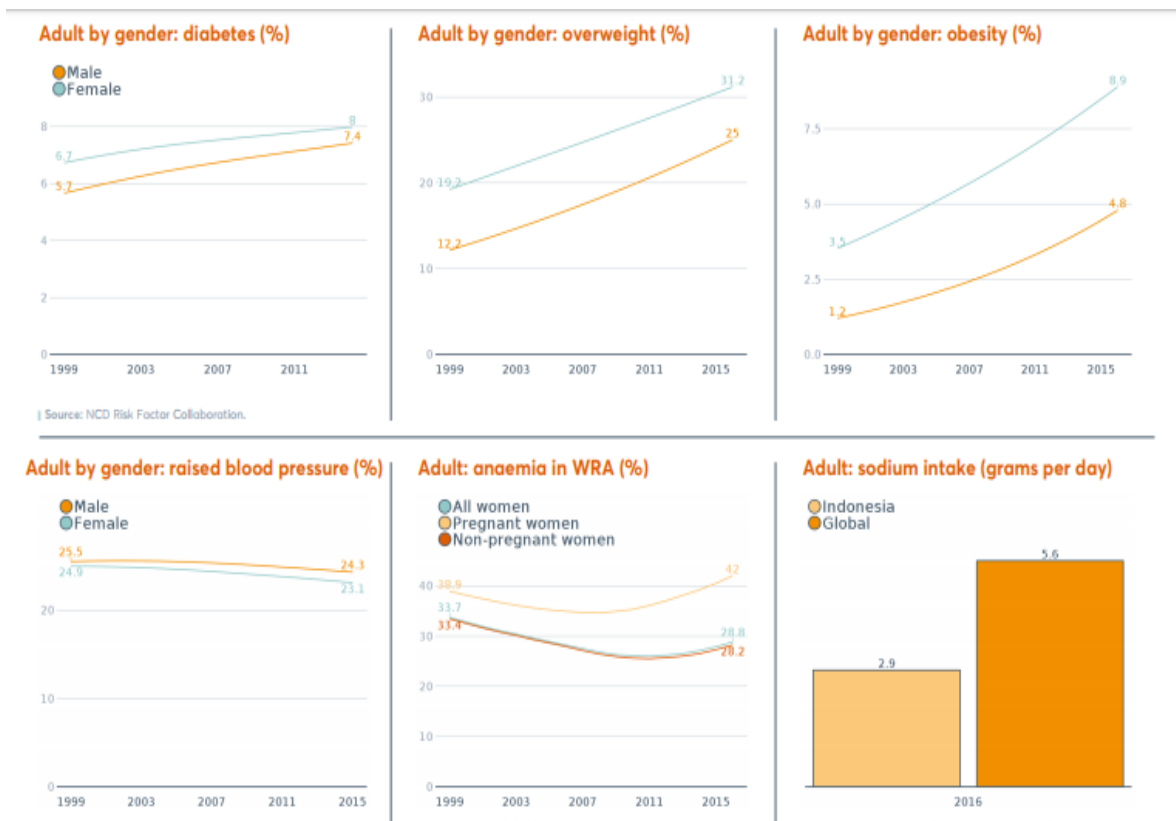 Adult by gender: diabetes (%)
Male
Female
8
6
4
2
0
6.7
5.7
8
7.4
1999 2003 2007 2011
Source: NCD Risk Factor Collaboration.
Adult by gender: overweight (%)
30
20
10
0
31.2
25
19.2
12.2
1999 2003 2007 2011 2015
Adult by gender: obesity (%)
7.5
5.0
2.5
0.0
8.9
4.8
3.5
1.2
1999 2003 2007 2011 2015
Adult by gender: raised blood pressure (%)
Male
Female
25.5
24.9
24.3
23.1
20
10
0
1999 2003 2007 2011 2015
Adult: anaemia in WRA (%)
All women
Pregnant women
Non-pregnant women
40
30
20
10
0
38.9
33.7
33.4
42
28.8
28.2
1999 2003 2007 2011 2015
Adult: sodium intake (grams per day)
Indonesia
Global
2.9
5.6
2016